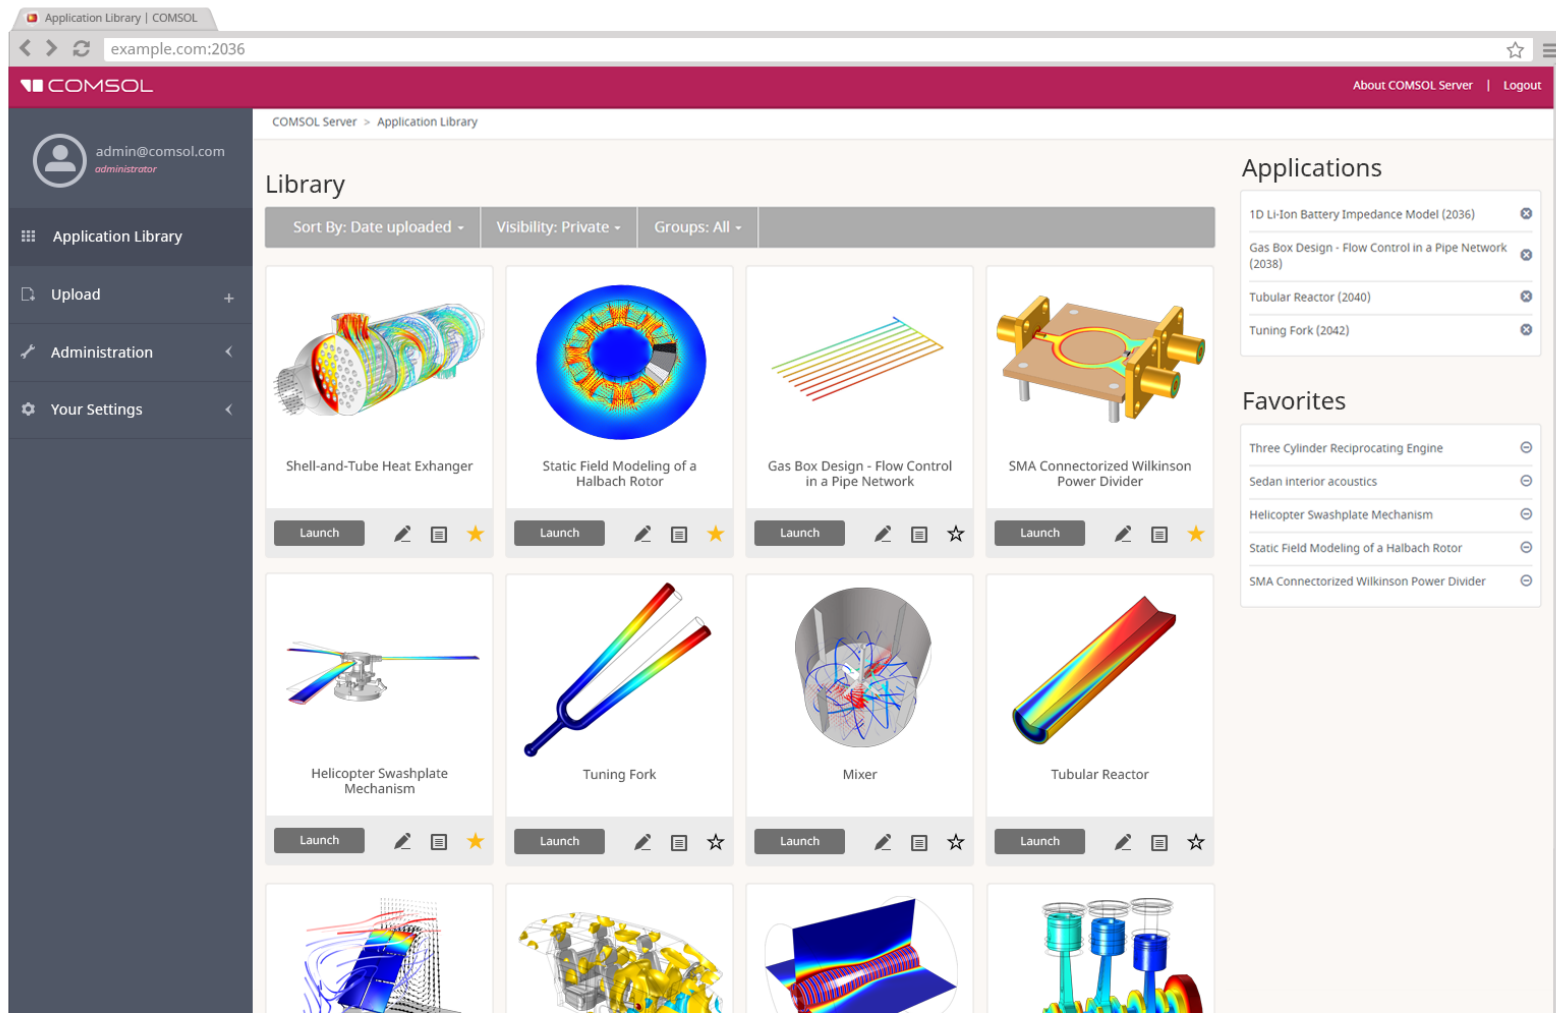 Application Library | COMSOL
example.com:2036
COMSOL
About COMSOL Server | Logout
admin@comsol.com
administrator
Application Library
Upload
Administration
Your Settings
COMSOL Server > Application Library
Library
Sort By: Date uploaded
Visibility: Private
Groups: All
Shell-and-Tube Heat Exhanger
Launch
Static Field Modeling of a
Halbach Rotor
Launch
Gas Box Design - Flow Control
in a Pipe Network
Launch
SMA Connectorized Wilkinson
Power Divider
Launch
Helicopter Swashplate
Mechanism
Launch
Tuning Fork
Launch
Mixer
Launch
Tubular Reactor
Launch
Applications
1D Li-Ion Battery Impedance Model (2036)
Gas Box Design - Flow Control in a Pipe Network
(2038)
Tubular Reactor (2040)
Tuning Fork (2042)
Favorites
Three Cylinder Reciprocating Engine
Sedan interior acoustics
Helicopter Swashplate Mechanism
Static Field Modeling of a Halbach Rotor
SMA Connectorized Wilkinson Power Divider